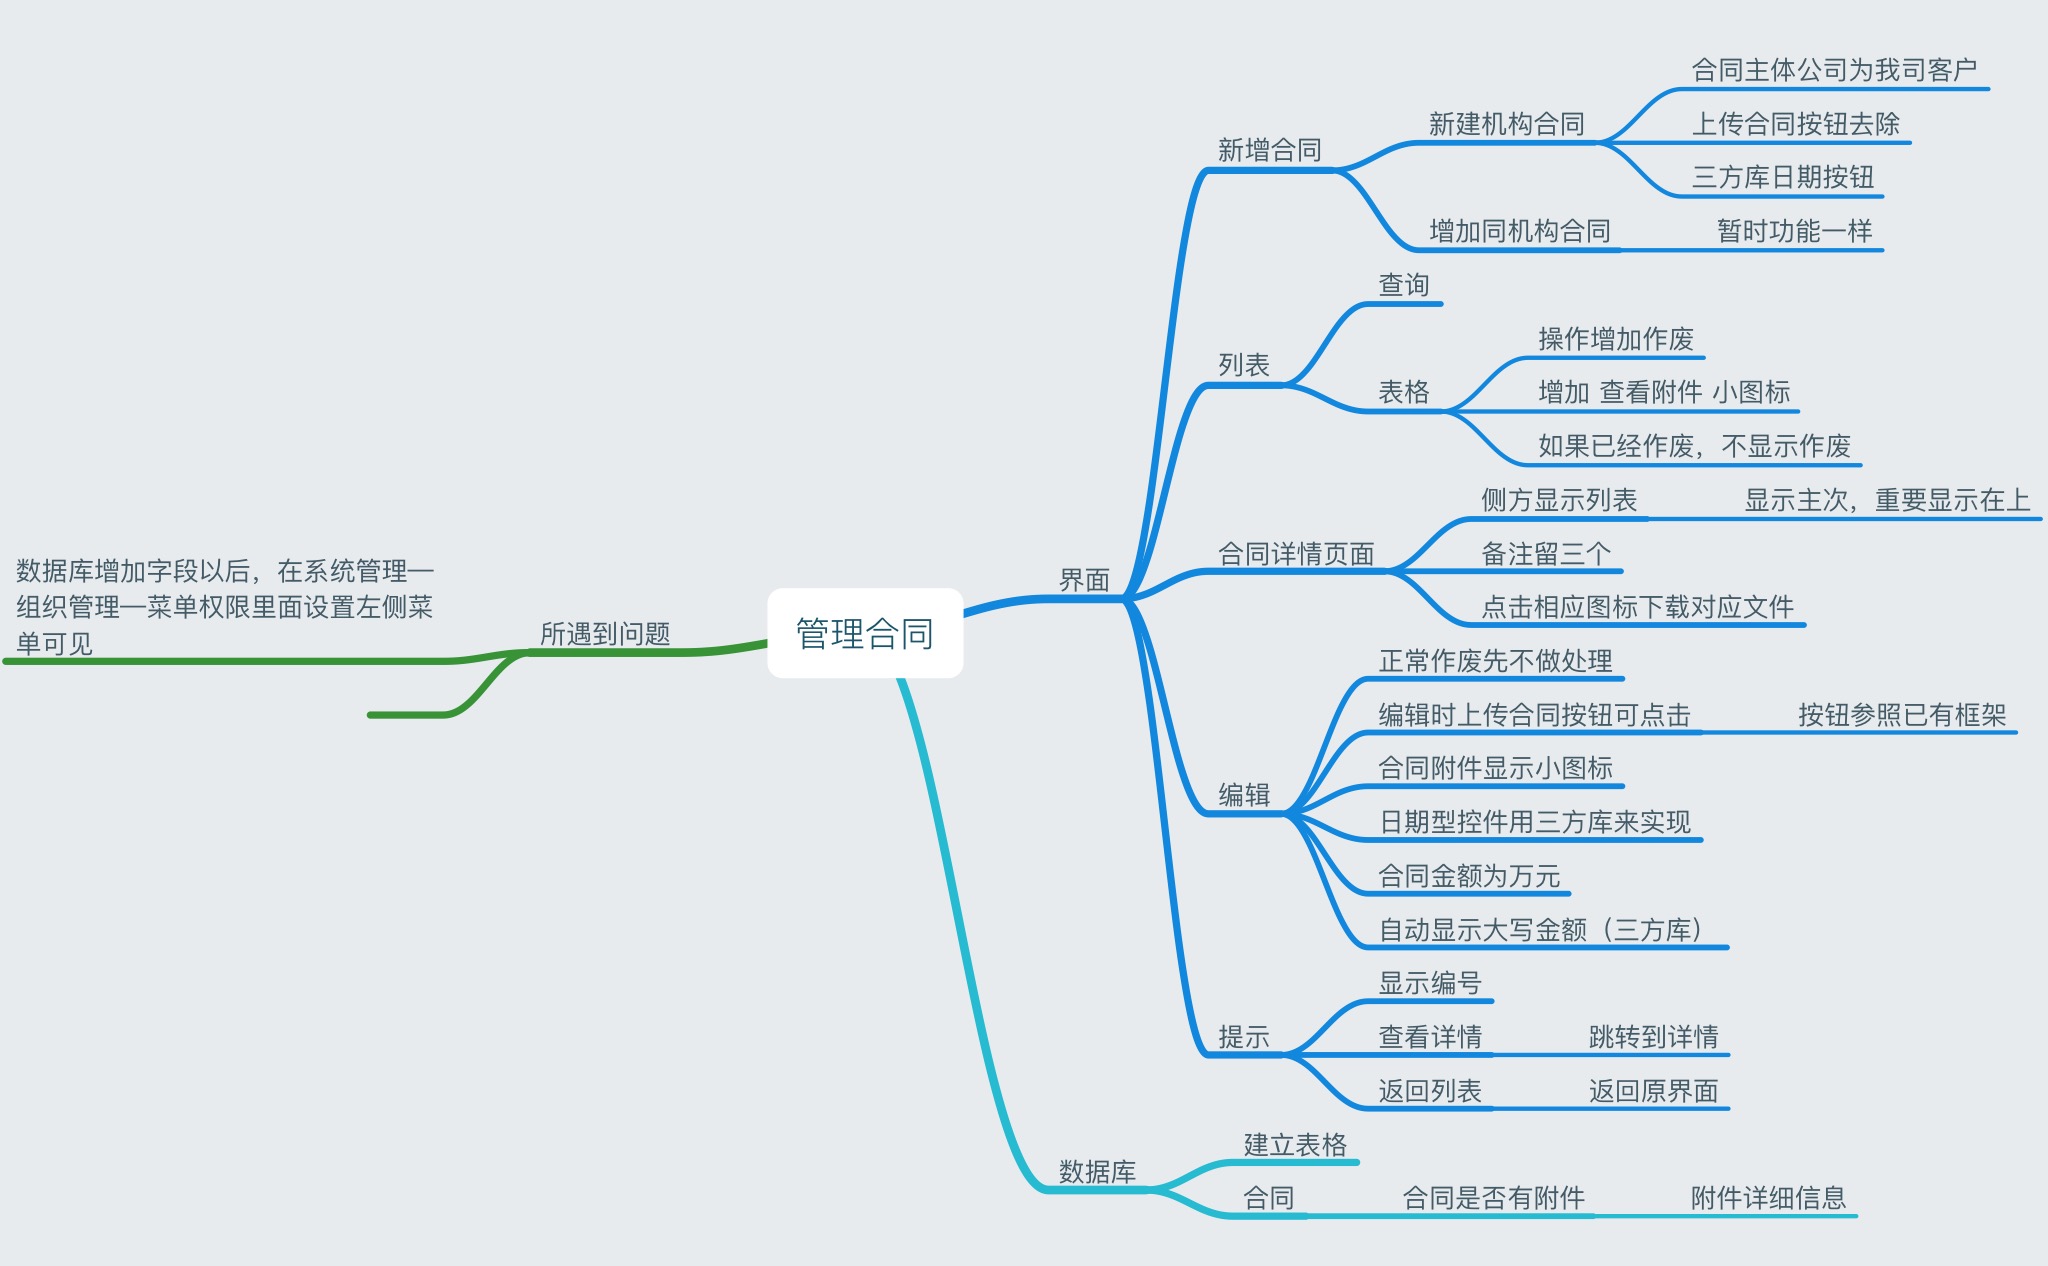 合同主体公司为我司客户
新建机构合同
上传合同按钮去除
新增合同
三方库日期按钮
增加同机构合同
暂时功能一样
查询
列表
操作增加作废
表格
增加 查看附件 小图标
如果已经作废，不显示作废
侧方显示列表
显示主次，重要显示在上
合同详情页面
备注留三个
点击相应图标下载对应文件
界面
数据库增加字段以后，在系统管理—
组织管理—菜单权限里面设置左侧菜
单可见
所遇到问题
管理合同
正常作废先不做处理
编辑时上传合同按钮可点击
按钮参照已有框架
合同附件显示小图标
编辑
日期型控件用三方库来实现
合同金额为万元
自动显示大写金额（三方库）
显示编号
提示
查看详情
跳转到详情
返回列表
返回原界面
建立表格
数据库
合同
合同是否有附件
附件详细信息